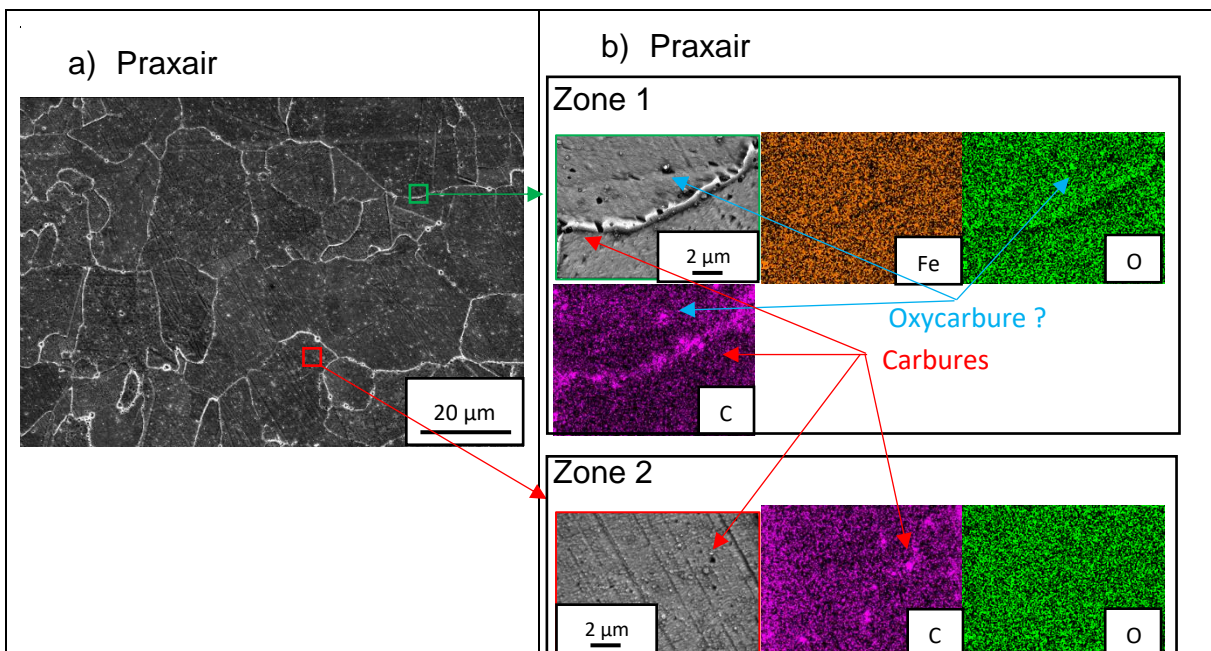 a) Praxair
20 µm
b) Praxair
Zone 1
2 µm
Fe
O
Oxycarbure ?
Carbures
C
Zone 2
2 µm
C
O